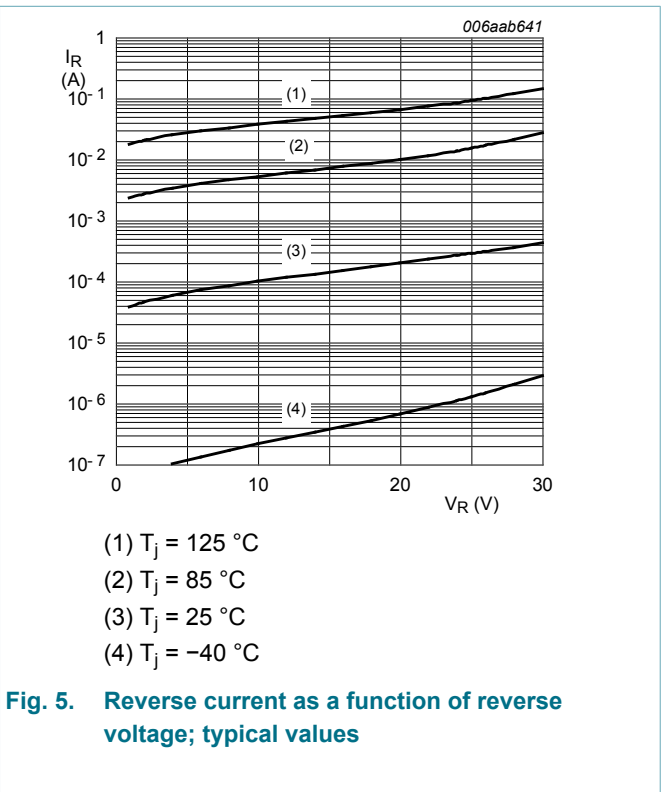 006aab641
I_R
(A)
1
10-1
10-2
10-3
10-4
10-5
10-6
10-7
(1)
(2)
(3)
(4)
0 10 20 30
V_R (V)
(1) T_j = 125 °C
(2) T_j = 85 °C
(3) T_j = 25 °C
(4) T_j = −40 °C
Fig. 5. Reverse current as a function of reverse
voltage; typical values